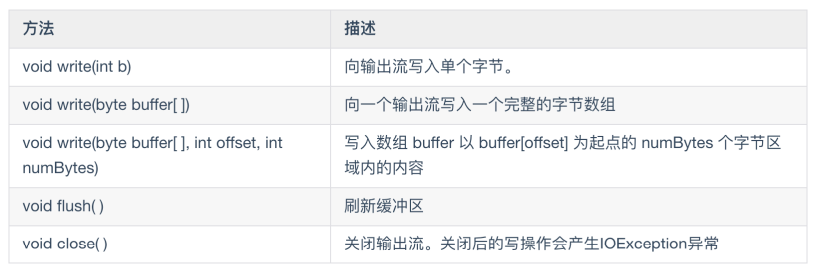 方法 描述
void write(int b) 向输出流写入单个字节。
void write(byte buffer[ ]) 向一个输出流写入一个完整的字节数组
void write(byte buffer[ ], int offset, int numBytes) 写入数组 buffer 以 buffer[offset] 为起点的 numBytes 个字节区域内的内容
void flush( ) 刷新缓冲区
void close( ) 关闭输出流。关闭后的写操作会产生IOException异常